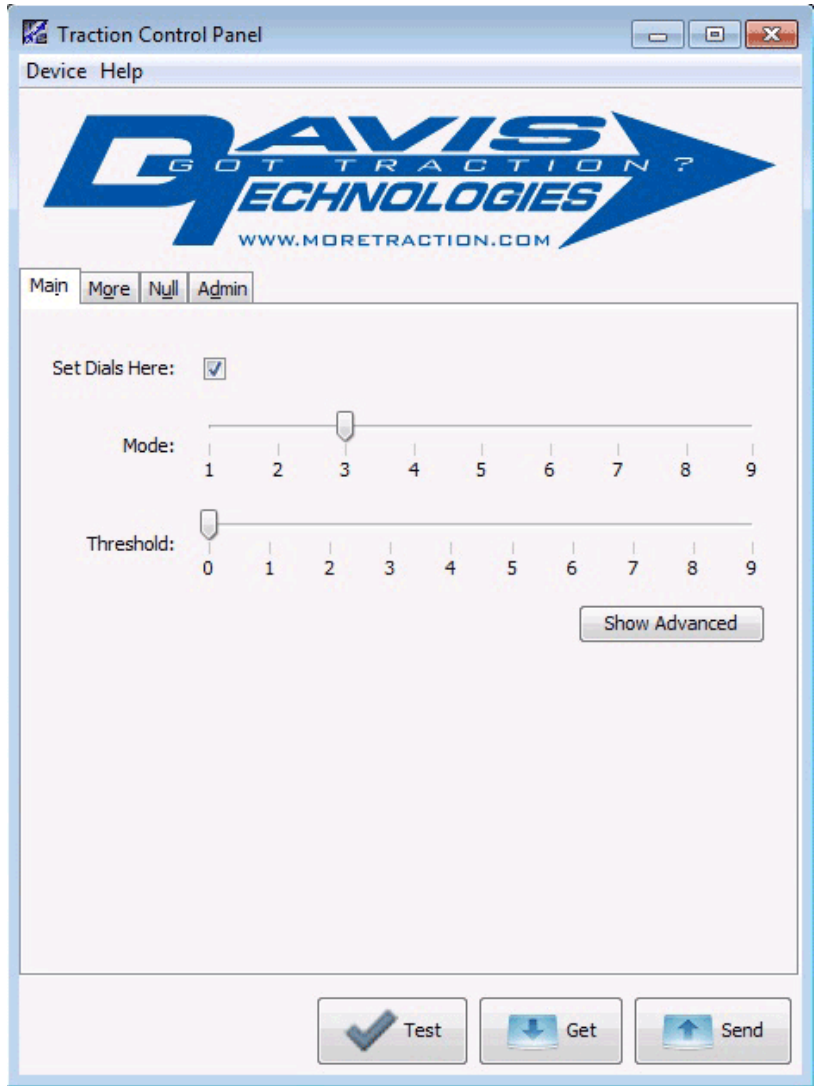 Traction Control Panel
Device Help
DAVIS
GOT TRACTION?
TECHNOLOGIES
WWW.MORETRACTION.COM
Main More Null Admin
Set Dials Here:
Mode:
1 2 3 4 5 6 7 8 9
Threshold:
0 1 2 3 4 5 6 7 8 9
Show Advanced
Test Get Send